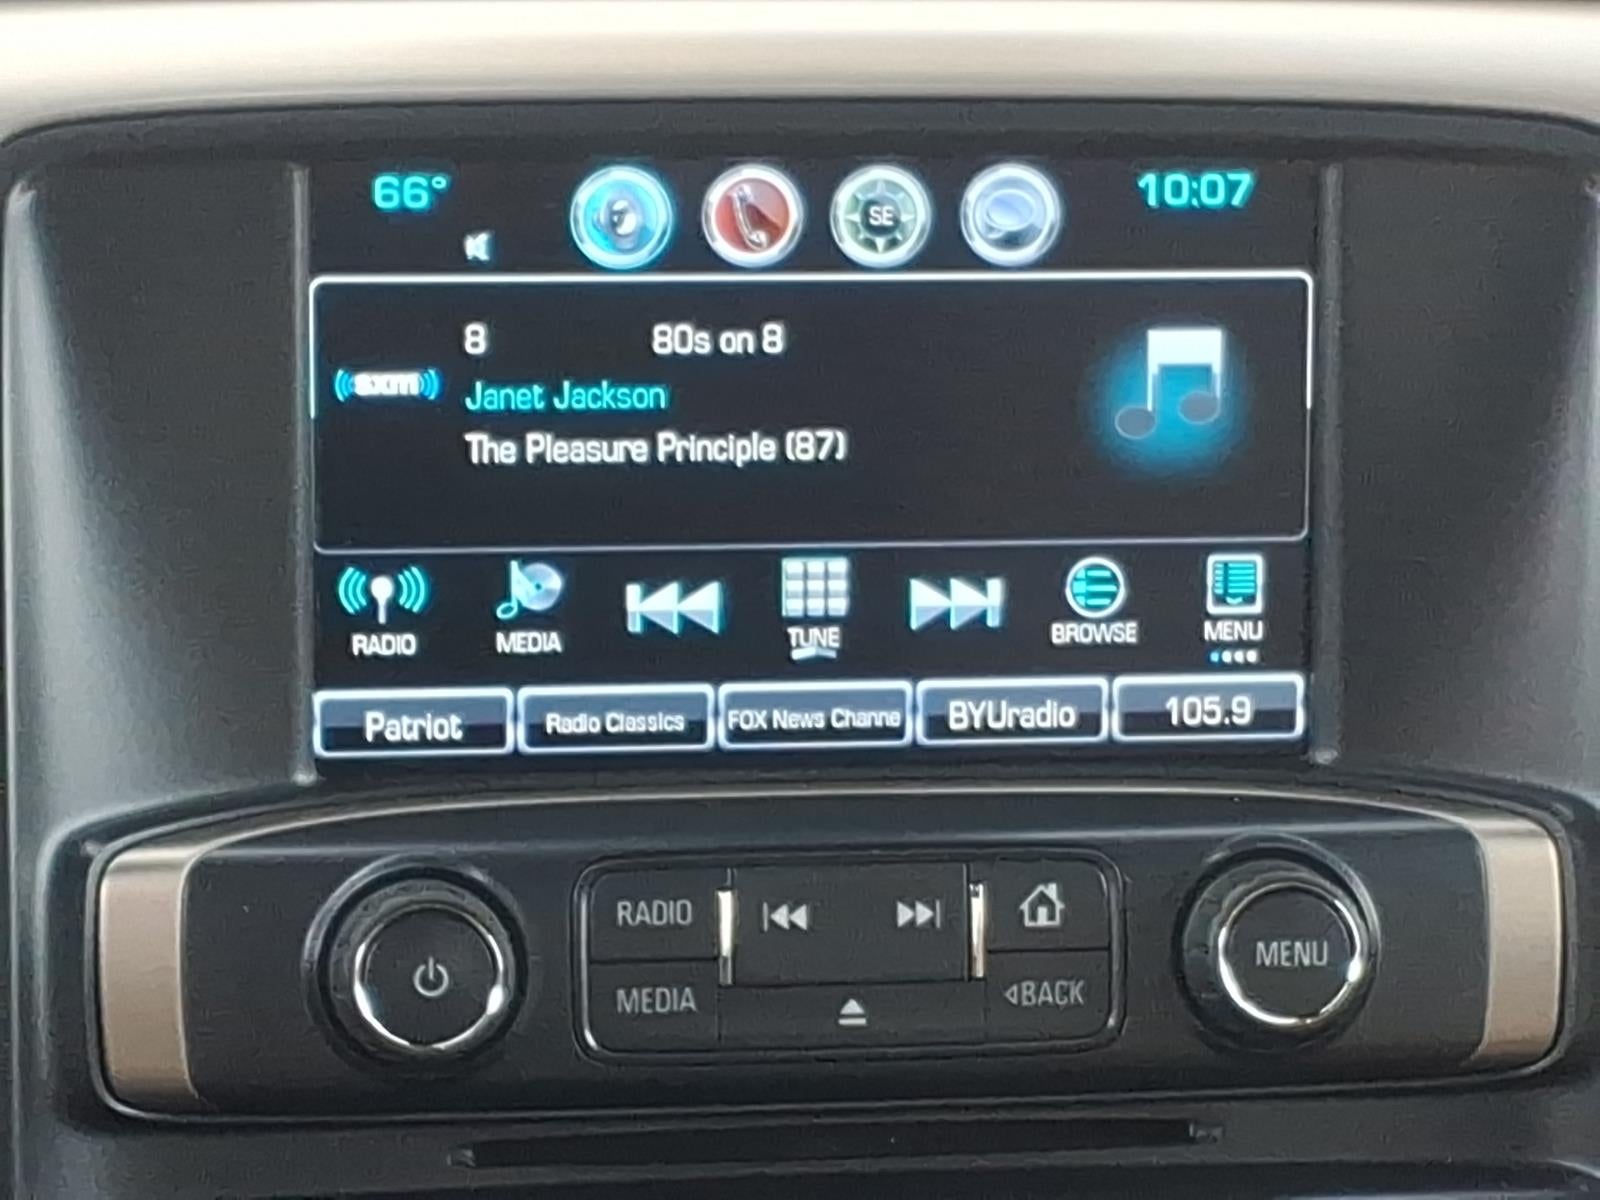 66°
SE
10:07
8 80s on 8
((sxm))
Janet Jackson
The Pleasure Principle (87)
RADIO MEDIA TUNE BROWSE MENU
Patriot Radio Classics FOX News Channe BYUradio 105.9
RADIO
MEDIA
BACK
MENU